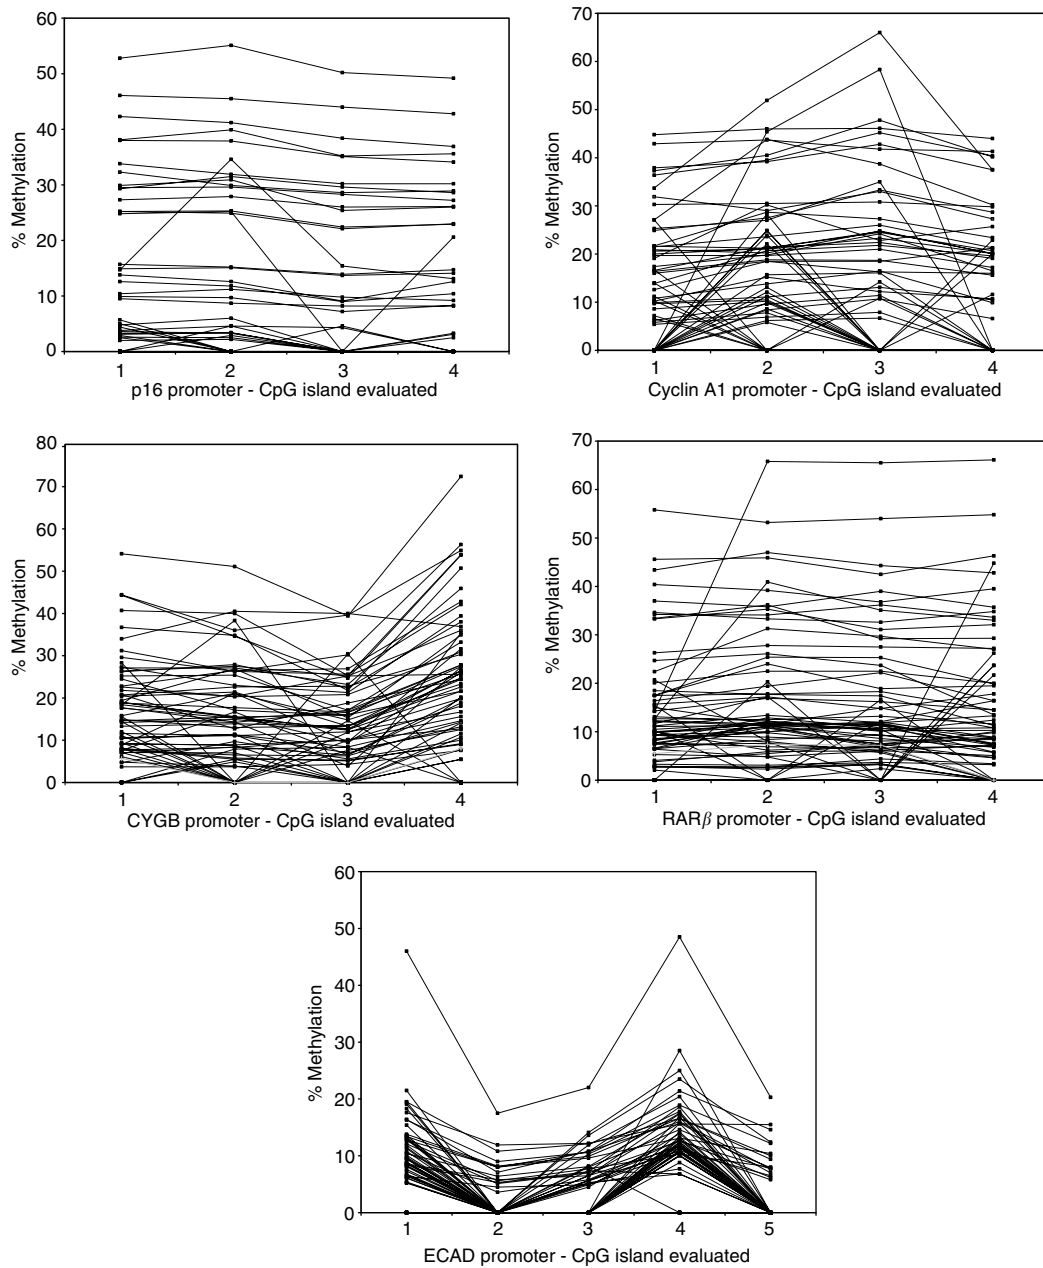 60
50
40
30
20
10
0
% Methylation
1 2 3 4
p16 promoter - CpG island evaluated
70
60
50
40
30
20
10
0
% Methylation
1 2 3 4
Cyclin A1 promoter - CpG island evaluated
80
70
60
50
40
30
20
10
0
% Methylation
1 2 3 4
CYGB promoter - CpG island evaluated
70
60
50
40
30
20
10
0
% Methylation
1 2 3 4
RARβ promoter - CpG island evaluated
60
50
40
30
20
10
0
% Methylation
1 2 3 4 5
ECAD promoter - CpG island evaluated